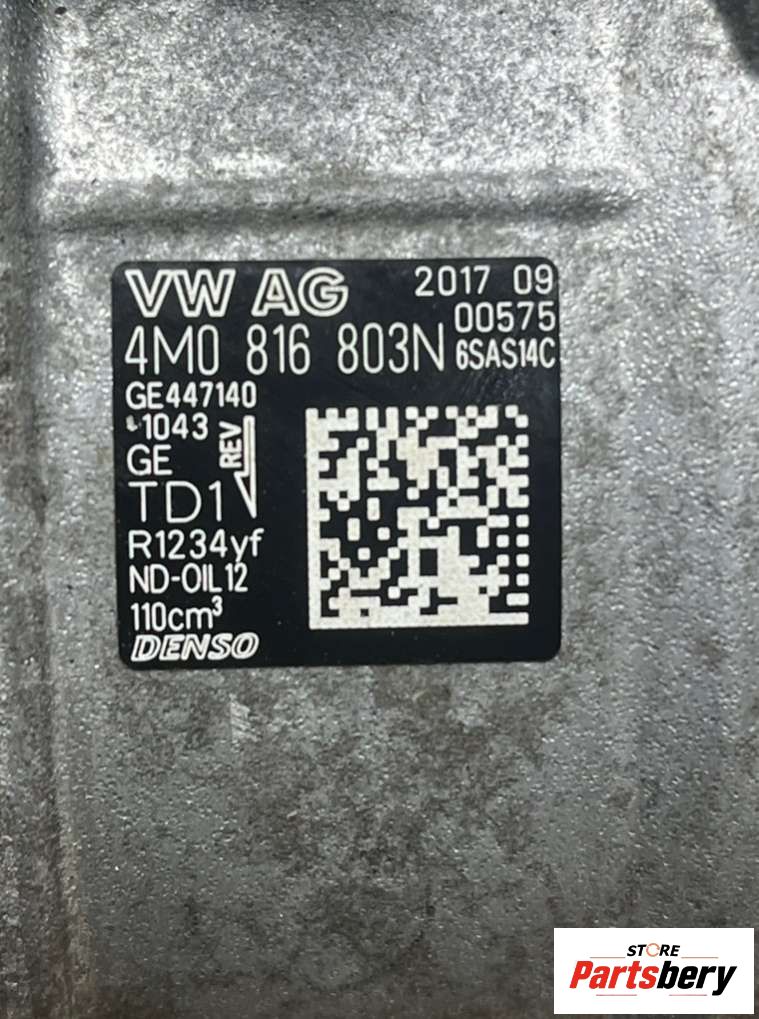 VW AG 2017 09
00575
4M0 816 803N 6SAS14C
GE447140
-1043
GE
REV
TD1
R1234yf
ND-OIL12
110cm³
DENSO
STORE
Partsbery